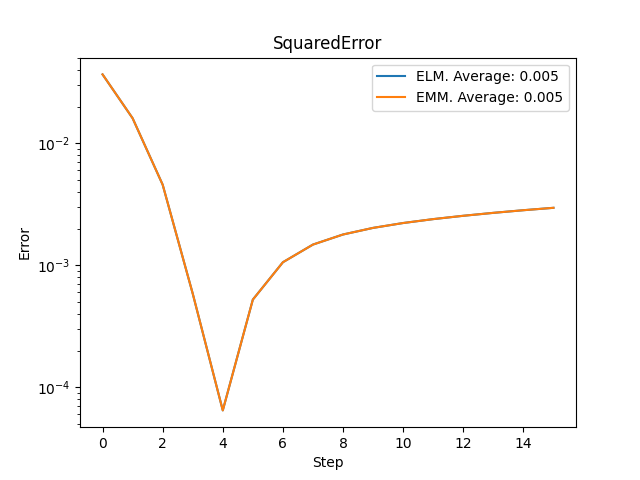 SquaredError
ELM. Average: 0.005
EMM. Average: 0.005
Error
10⁻²
10⁻³
10⁻⁴
0 2 4 6 8 10 12 14
Step